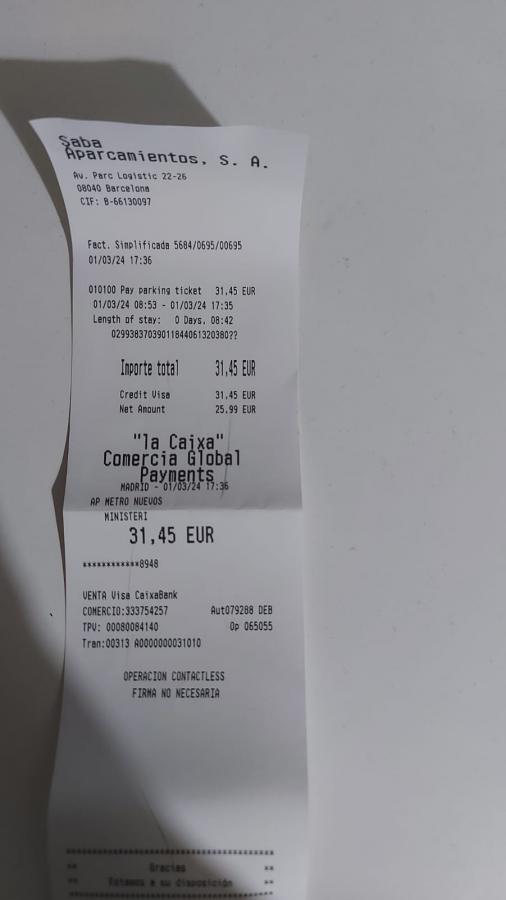 Saba
Aparcamientos, S. A.
Av. Parc Logistic 22-26
08040 Barcelona
CIF: B-66130097
Fact. Simplificada 5684/0695/00695
01/03/24 17:36
010100 Pay parking ticket 31,45 EUR
01/03/24 08:53 - 01/03/24 17:35
Length of stay: 0 Days, 08:42
02993837039011844061320380??
Importe total 31,45 EUR
Credit Visa 31,45 EUR
Net Amount 25,99 EUR
"la Caixa"
Comercia Global
Payments
MADRID - 01/03/24 17:36
AP METRO NUEVOS
MINISTERI
31,45 EUR
************8948
VENTA Visa CaixaBank
COMERCIO:333754257 Aut079288 DEB
TPV: 00080084140 Op 065055
Tran:00313 A0000000031010
OPERACION CONTACTLESS
FIRMA NO NECESARIA
** Gracias **
** Estamos a su disposición **